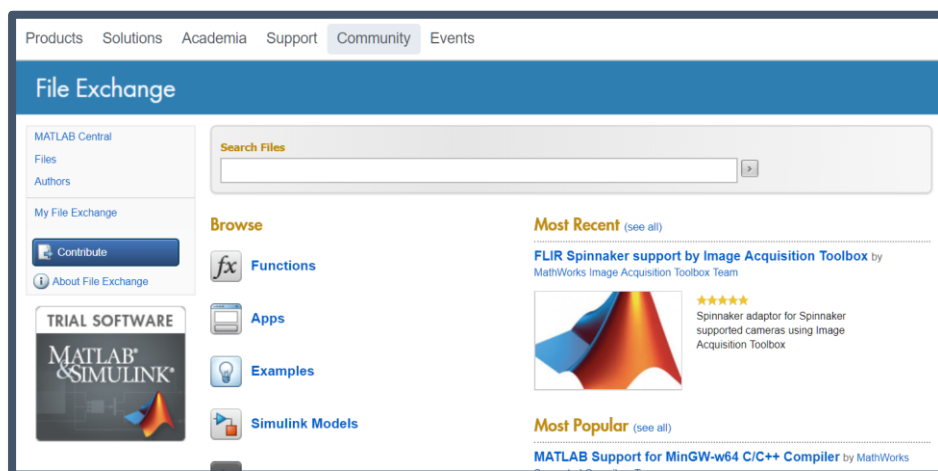 Products Solutions Academia Support Community Events
File Exchange
MATLAB Central
Files
Authors
My File Exchange
Contribute
About File Exchange
TRIAL SOFTWARE
MATLAB®
&SIMULINK®
Search Files
Browse
Functions
Apps
Examples
Simulink Models
Most Recent (see all)
FLIR Spinnaker support by Image Acquisition Toolbox by
MathWorks Image Acquisition Toolbox Team
Spinnaker adaptor for Spinnaker
supported cameras using Image
Acquisition Toolbox
Most Popular (see all)
MATLAB Support for MinGW-w64 C/C++ Compiler by MathWorks